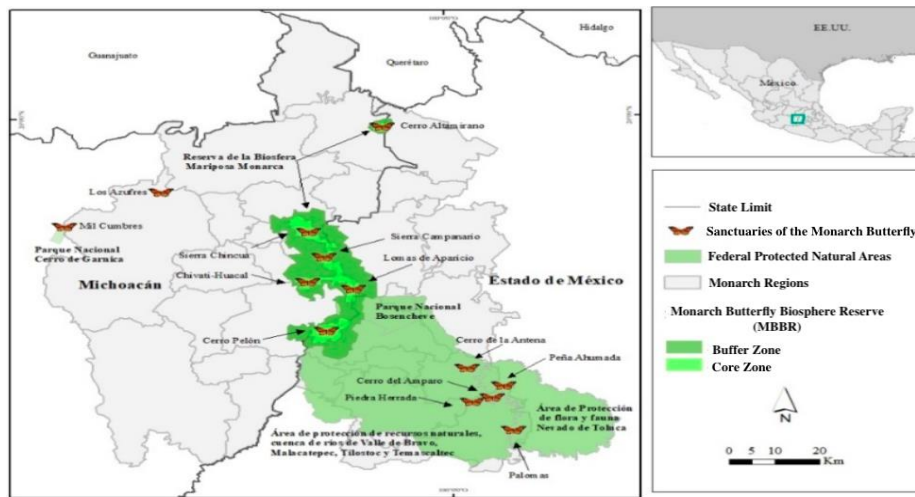 Guanajuato
Querétaro
Hidalgo
Cerro Altamirano
Reserva de la Biosfera
Mariposa Monarca
Los Azufres
Mil Cumbres
Parque Nacional
Cerro de Garnica
Sierra Chincua
Sierra Campanario
Lomas de Aparicio
Chivati-Huacal
Michoacán
Estado de México
Parque Nacional
Bosencheve
Cerro Pelón
Cerro de la Antena
Peña Ahumada
Cerro del Amparo
Piedra Herrada
Área de Protección
de flora y fauna
Nevado de Toluca
Área de protección de recursos naturales,
cuenca de ríos de Valle de Bravo,
Malacatepec, Tilostoc y Temascaltec
Palomas
EE.UU.
México
State Limit
Sanctuaries of the Monarch Butterfly
Federal Protected Natural Areas
Monarch Regions
Monarch Butterfly Biosphere Reserve
(MBBR)
Buffer Zone
Core Zone
N
0 5 10 20
Km